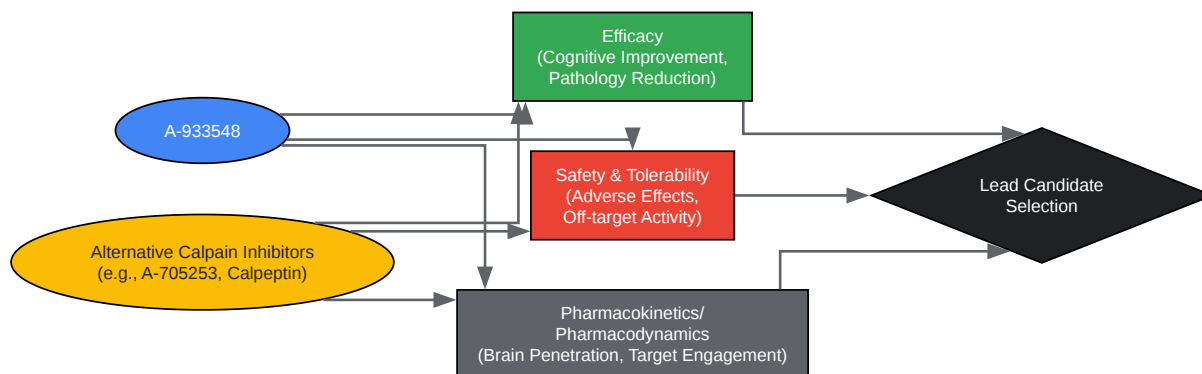 Efficacy
(Cognitive Improvement,
Pathology Reduction)
A-933548
Safety & Tolerability
(Adverse Effects,
Off-target Activity)
Lead Candidate
Selection
Alternative Calpain Inhibitors
(e.g., A-705253, Calpeptin)
Pharmacokinetics/
Pharmacodynamics
(Brain Penetration, Target Engagement)